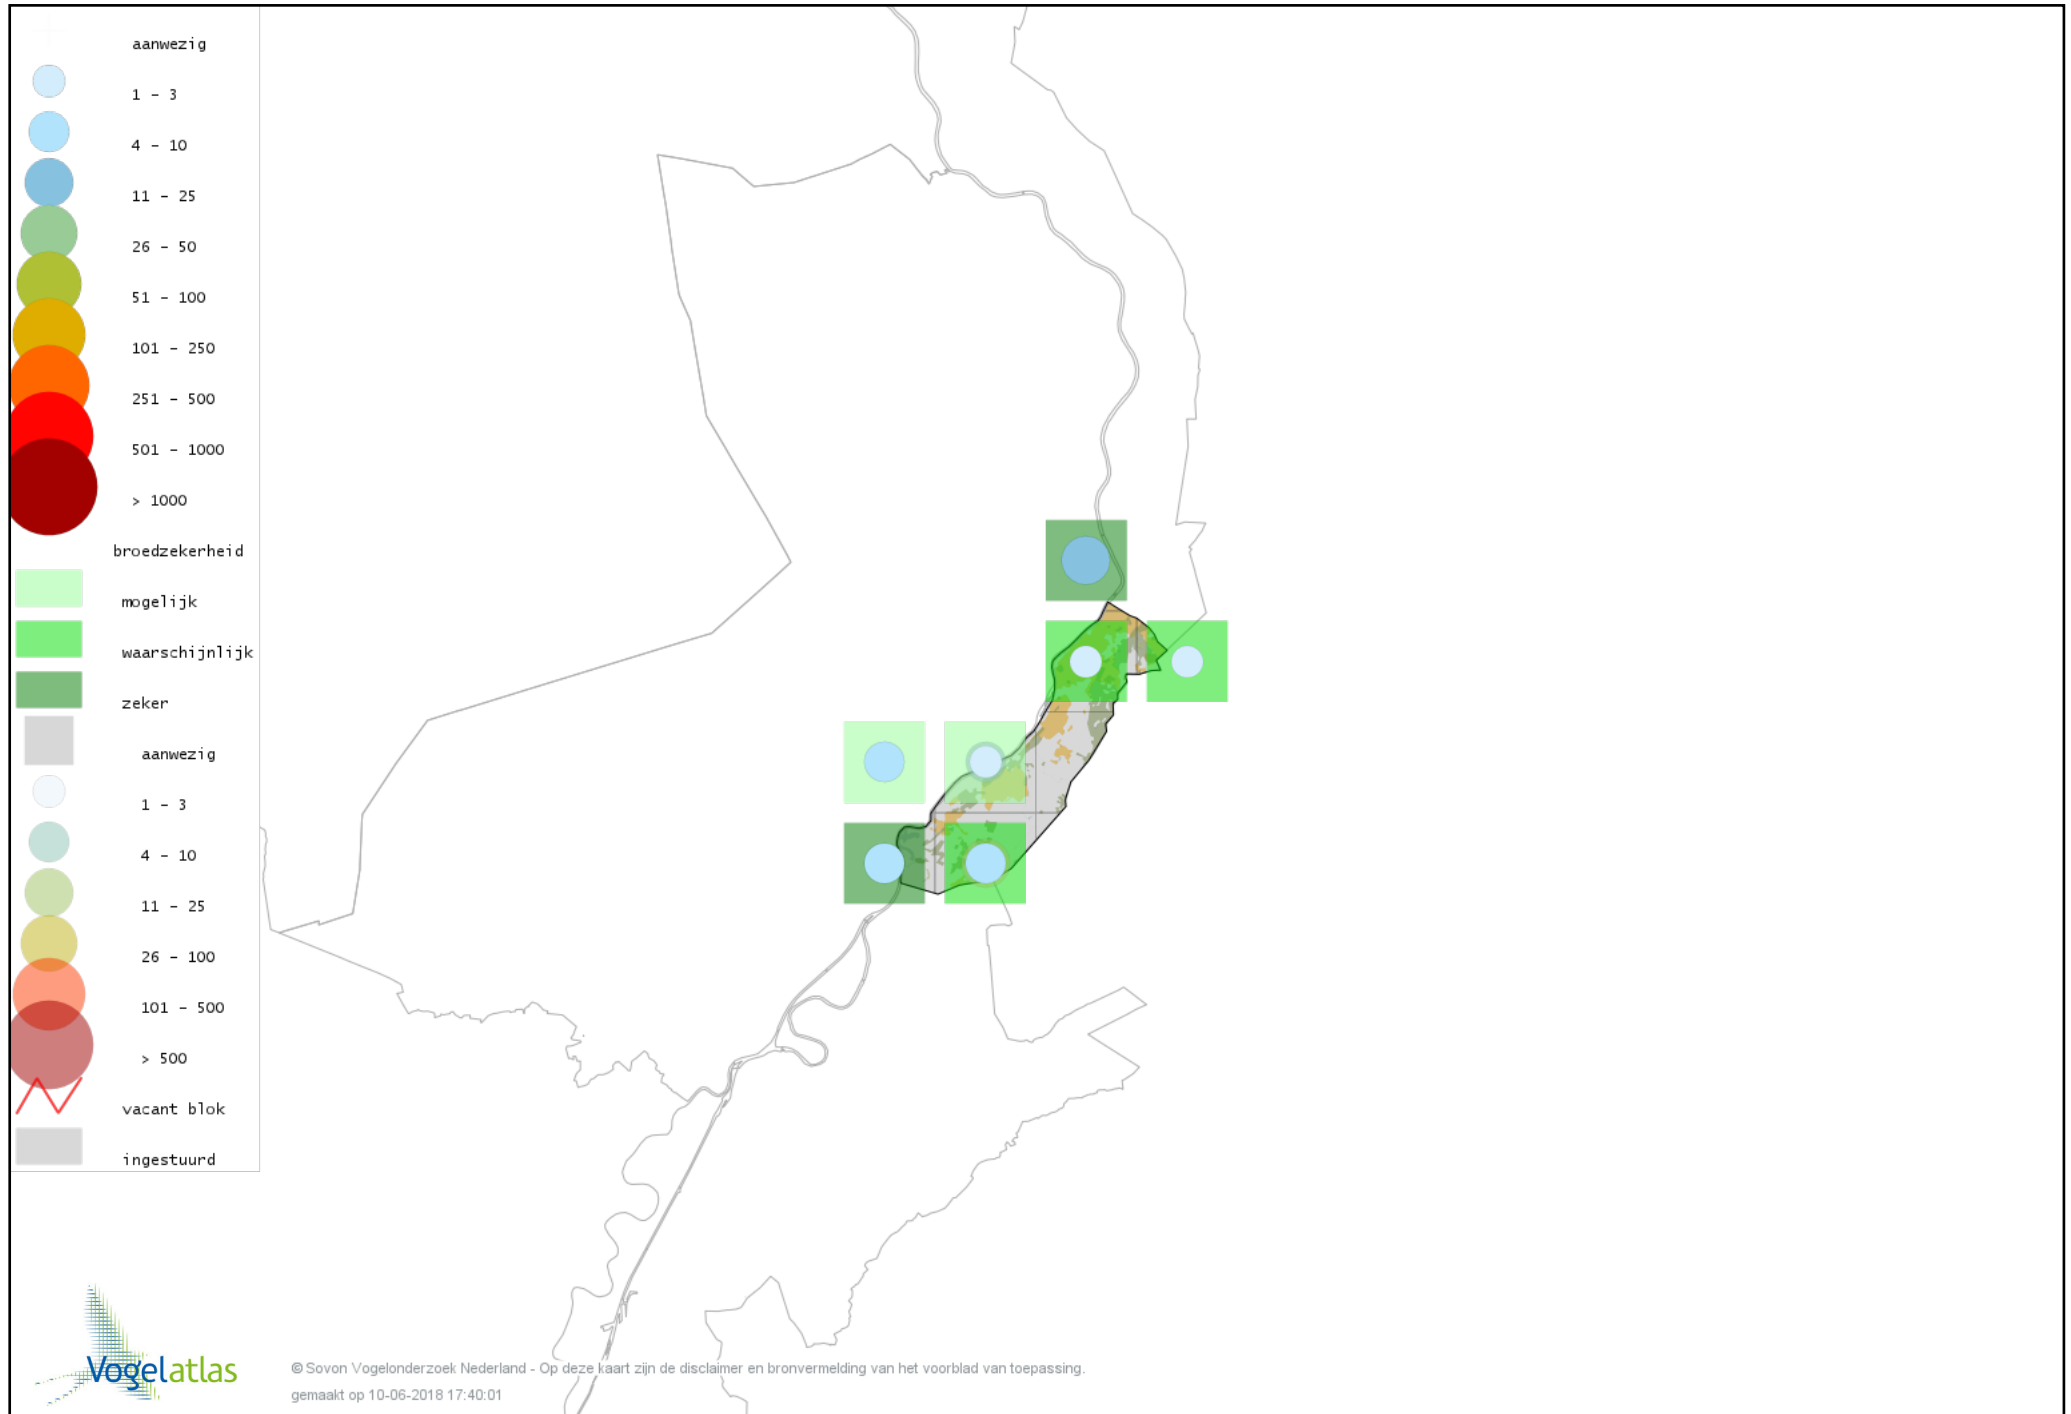 aanwezig
1 - 3
4 - 10
11 - 25
26 - 50
51 - 100
101 - 250
251 - 500
501 - 1000
> 1000
broedzekerheid
mogelijk
waarschijnlijk
zeker
aanwezig
1 - 3
4 - 10
11 - 25
26 - 100
101 - 500
> 500
vacant blok
ingestuurd
Vogelatlas
© Sovon Vogelonderzoek Nederland - Op deze kaart zijn de disclaimer en bronvermelding van het voorblad van toepassing.
gemaakt op 10-06-2018 17:40:01